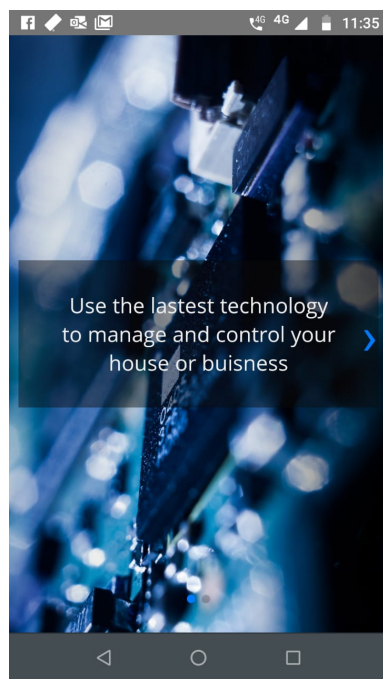 4G 4G 11:35
Use the lastest technology
to manage and control your
house or buisness